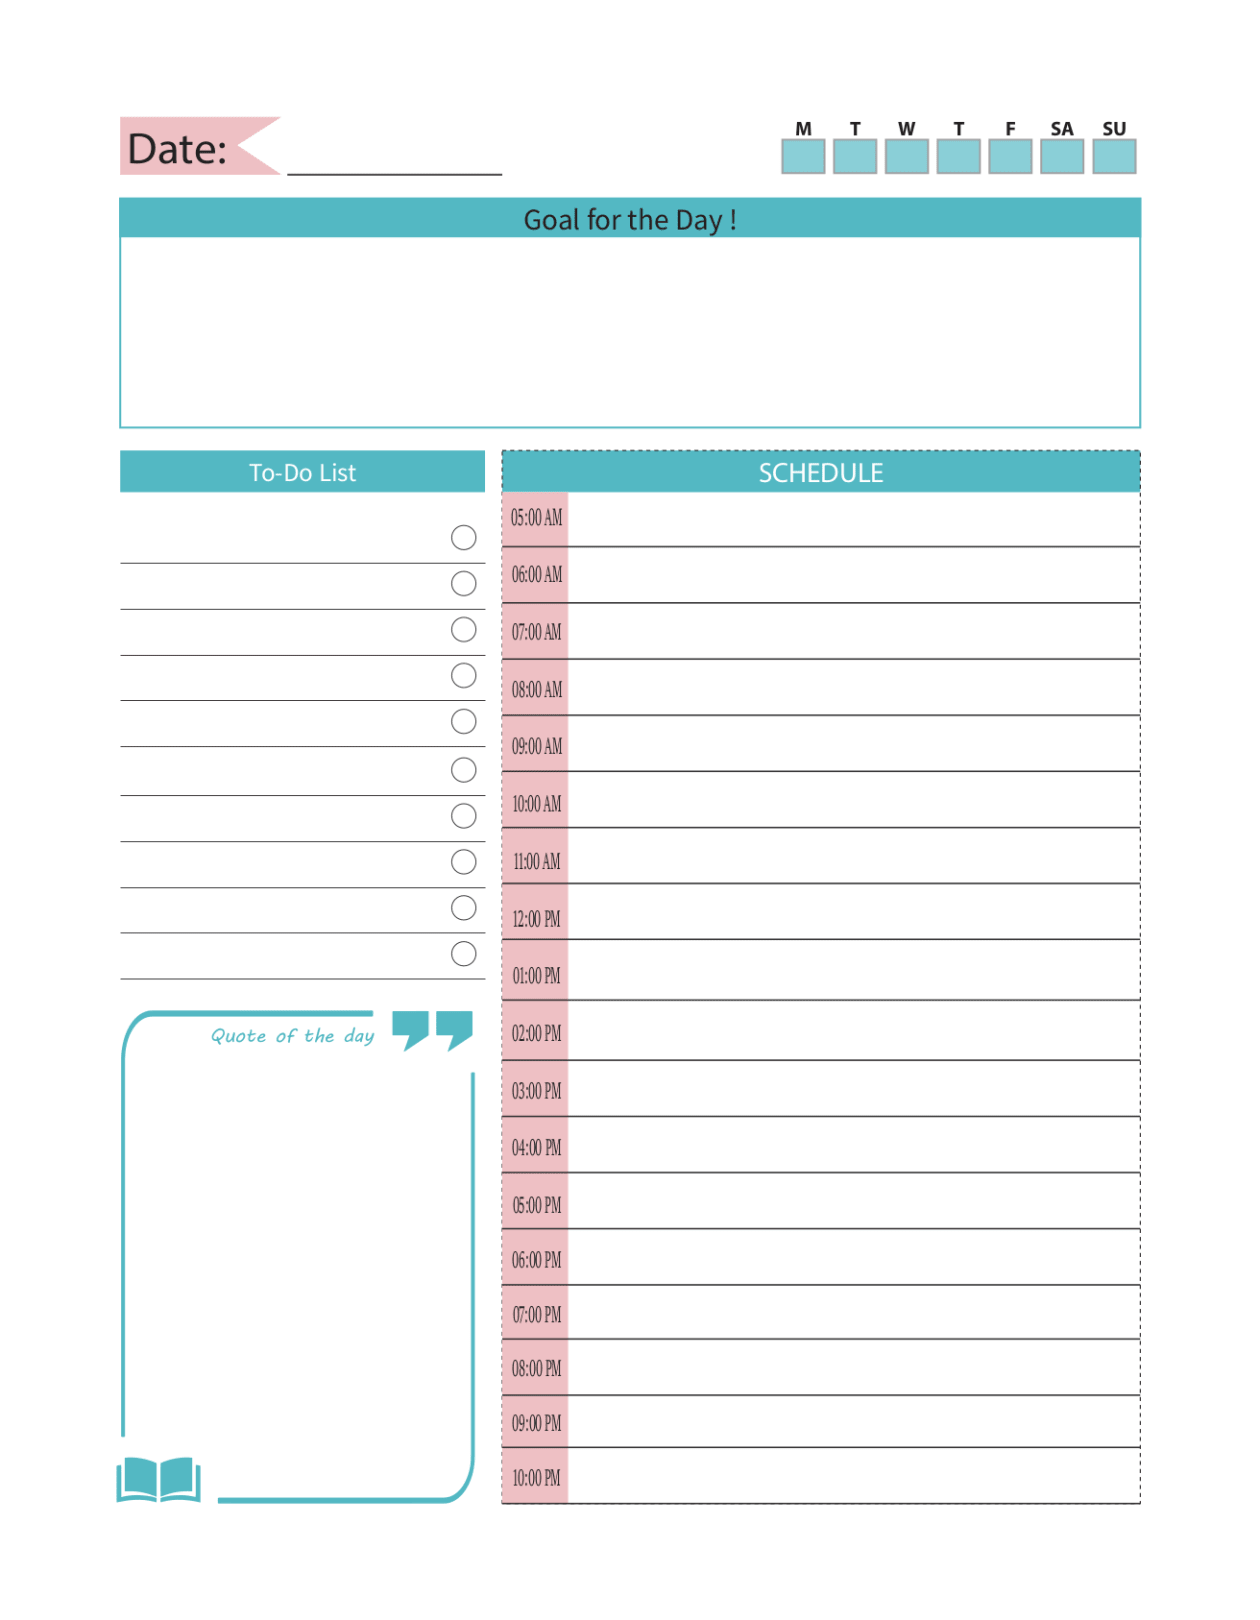 Date:
M T W T F SA SU
Goal for the Day !
To-Do List
SCHEDULE
05:00 AM
06:00 AM
07:00 AM
08:00 AM
09:00 AM
10:00 AM
11:00 AM
12:00 PM
01:00 PM
02:00 PM
03:00 PM
04:00 PM
05:00 PM
06:00 PM
07:00 PM
08:00 PM
09:00 PM
10:00 PM
Quote of the day